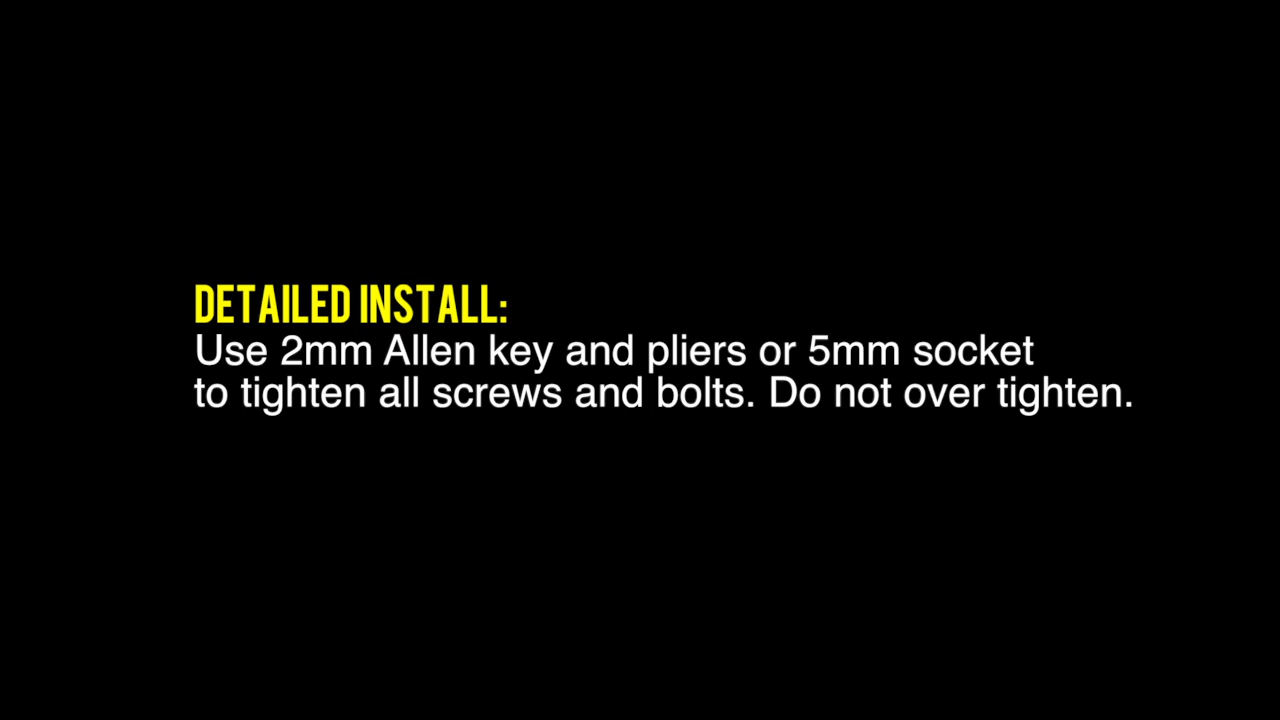 DETAILED INSTALL:
Use 2mm Allen key and pliers or 5mm socket
to tighten all screws and bolts. Do not over tighten.